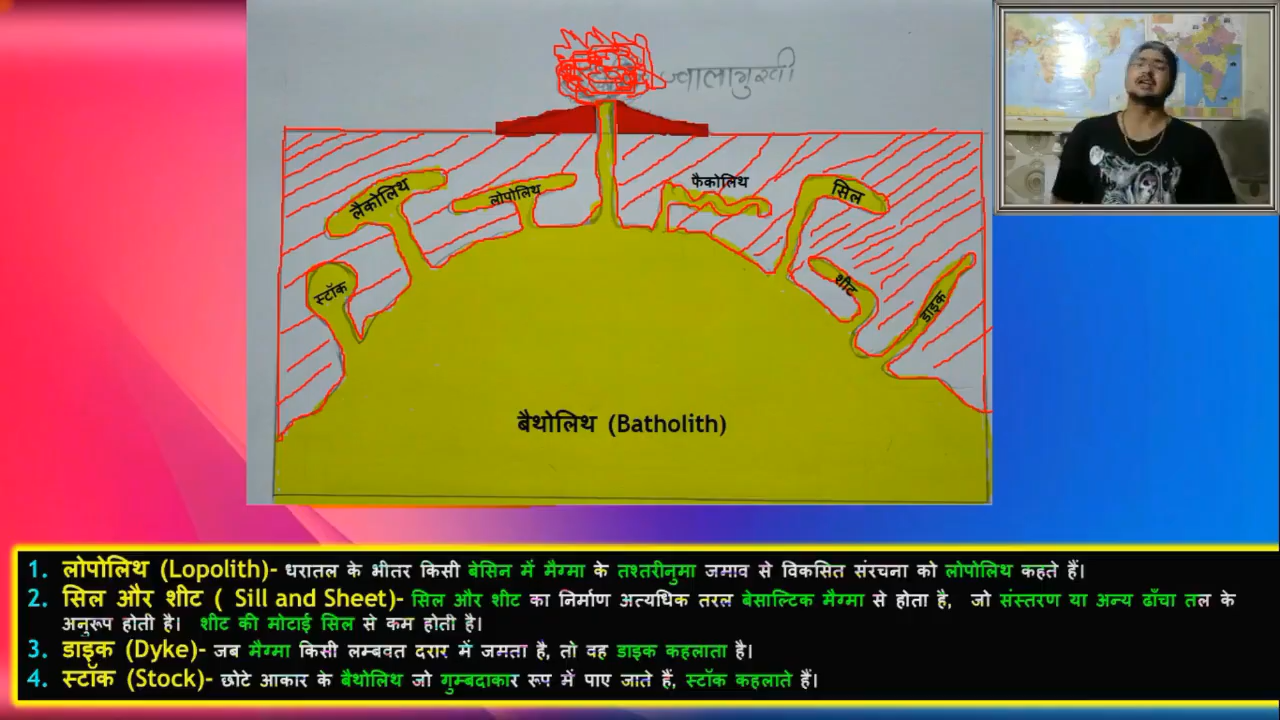 ज्वालामुखी
लैकोलिथ
लोपोलिथ
फैकोलिथ
सिल
स्टॉक
शीट
डाइक
बैथोलिथ (Batholith)
1. लोपोलिथ (Lopolith)- धरातल के भीतर किसी बेसिन में मैग्मा के तश्तरीनुमा जमाव से विकसित संरचना को लोपोलिथ कहते हैं।
2. सिल और शीट ( Sill and Sheet)- सिल और शीट का निर्माण अत्यधिक तरल बेसाल्टिक मैग्मा से होता है, जो संस्तरण या अन्य ढाँचा तल के
अनुरूप होती है। शीट की मोटाई सिल से कम होती है।
3. डाइक (Dyke)- जब मैग्मा किसी लम्बवत दरार में जमता है, तो वह डाइक कहलाता है।
4. स्टॉक (Stock)- छोटे आकार के बैथोलिथ जो गुम्बदाकार रूप में पाए जाते हैं, स्टॉक कहलाते हैं।